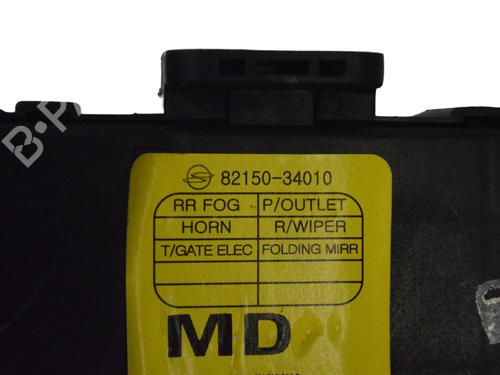 B-P
82150-34010
RR FOG P/OUTLET
HORN R/WIPER
T/GATE ELEC FOLDING MIRR
MD